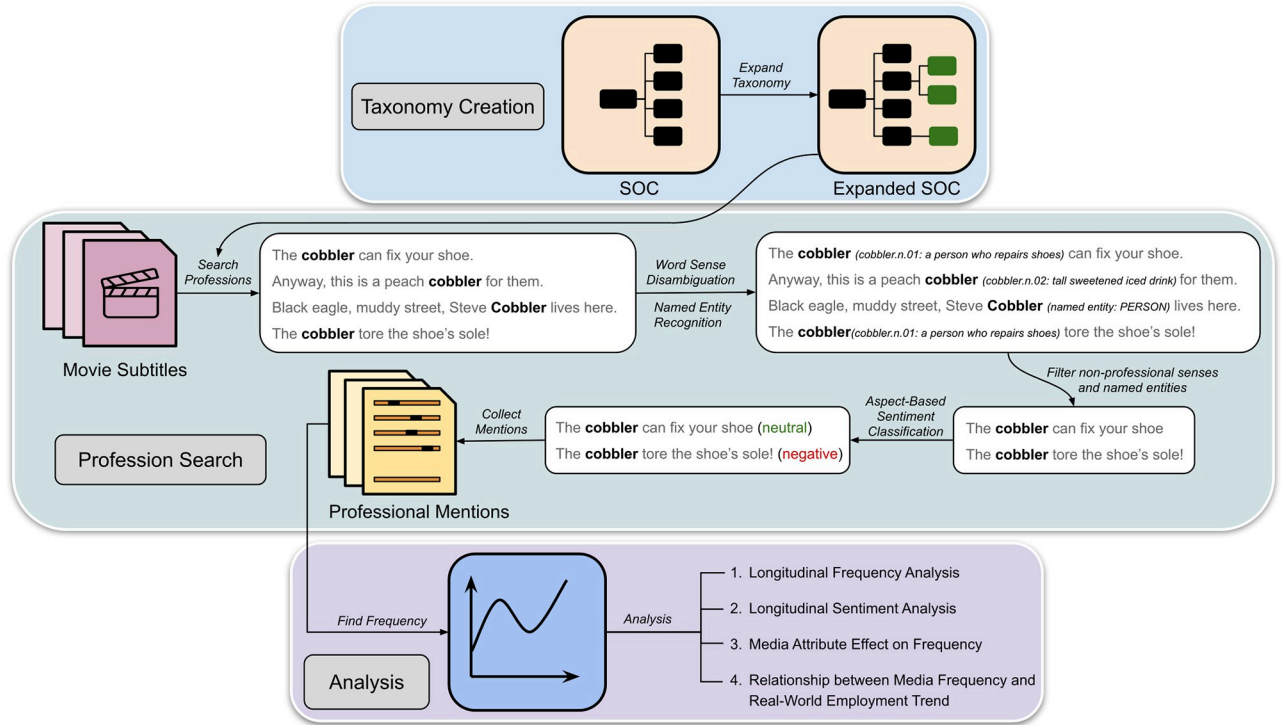 Taxonomy Creation
Expand
Taxonomy
SOC
Expanded SOC
Search
Professions
Movie Subtitles
The cobbler can fix your shoe.
Anyway, this is a peach cobbler for them.
Black eagle, muddy street, Steve Cobbler lives here.
The cobbler tore the shoe's sole!
Word Sense
Disambiguation
Named Entity
Recognition
The cobbler (cobbler.n.01: a person who repairs shoes) can fix your shoe.
Anyway, this is a peach cobbler (cobbler.n.02: tall sweetened iced drink) for them.
Black eagle, muddy street, Steve Cobbler (named entity: PERSON) lives here.
The cobbler(cobbler.n.01: a person who repairs shoes) tore the shoe's sole!
Filter non-professional senses
and named entities
The cobbler can fix your shoe
The cobbler tore the shoe's sole!
Aspect-Based
Sentiment
Classification
The cobbler can fix your shoe (neutral)
The cobbler tore the shoe's sole! (negative)
Collect
Mentions
Professional Mentions
Profession Search
Find Frequency
Analysis
Analysis
1. Longitudinal Frequency Analysis
2. Longitudinal Sentiment Analysis
3. Media Attribute Effect on Frequency
4. Relationship between Media Frequency and
Real-World Employment Trend